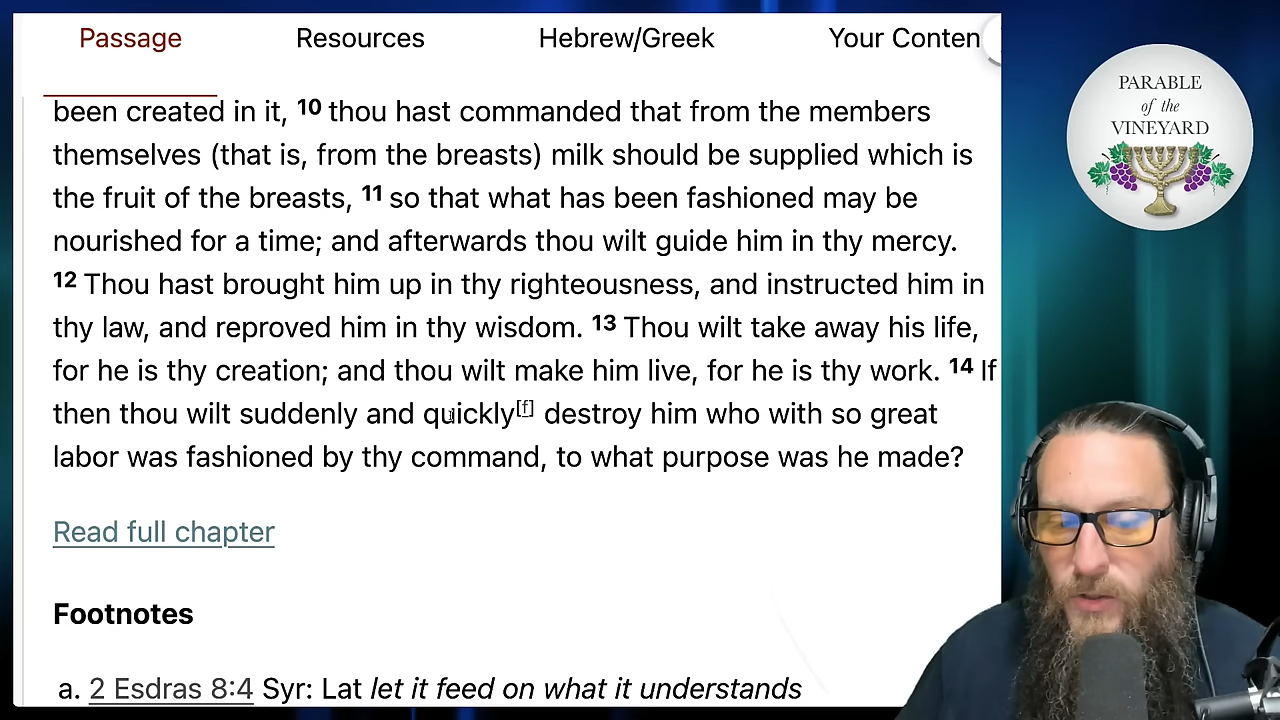 Passage Resources Hebrew/Greek Your Conten
been created in it, 10 thou hast commanded that from the members
themselves (that is, from the breasts) milk should be supplied which is
the fruit of the breasts, 11 so that what has been fashioned may be
nourished for a time; and afterwards thou wilt guide him in thy mercy.
12 Thou hast brought him up in thy righteousness, and instructed him in
thy law, and reproved him in thy wisdom. 13 Thou wilt take away his life,
for he is thy creation; and thou wilt make him live, for he is thy work. 14 If
then thou wilt suddenly and quickly[f] destroy him who with so great
labor was fashioned by thy command, to what purpose was he made?
Read full chapter
Footnotes
a. 2 Esdras 8:4 Syr: Lat let it feed on what it understands
PARABLE
of the
VINEYARD